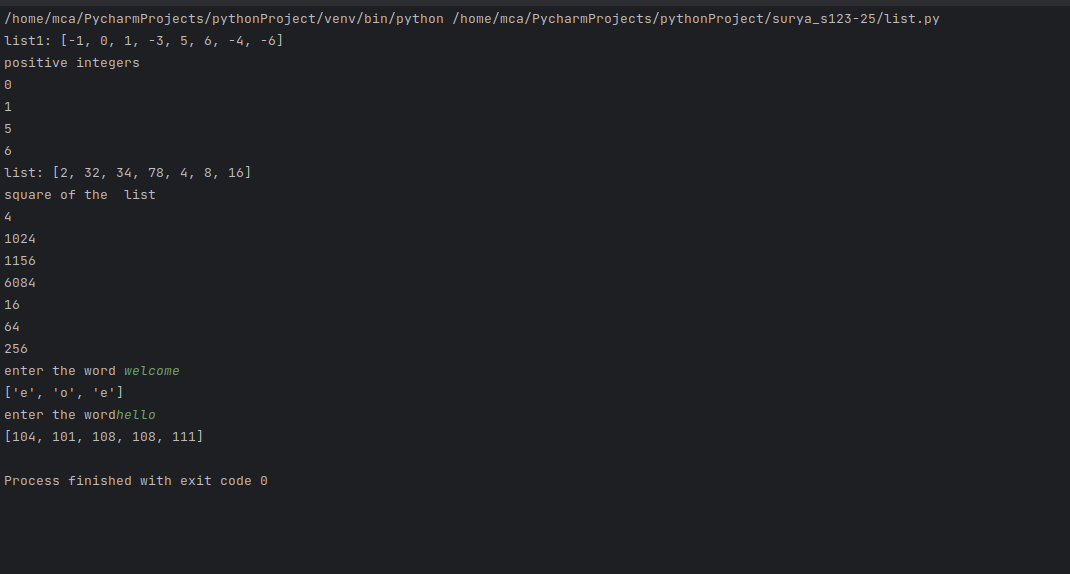 /home/mca/PycharmProjects/pythonProject/venv/bin/python /home/mca/PycharmProjects/pythonProject/surya_s123-25/list.py
list1: [-1, 0, 1, -3, 5, 6, -4, -6]
positive integers
0
1
5
6
list: [2, 32, 34, 78, 4, 8, 16]
square of the  list
4
1024
1156
6084
16
64
256
enter the word welcome
['e', 'o', 'e']
enter the wordhello
[104, 101, 108, 108, 111]
Process finished with exit code 0